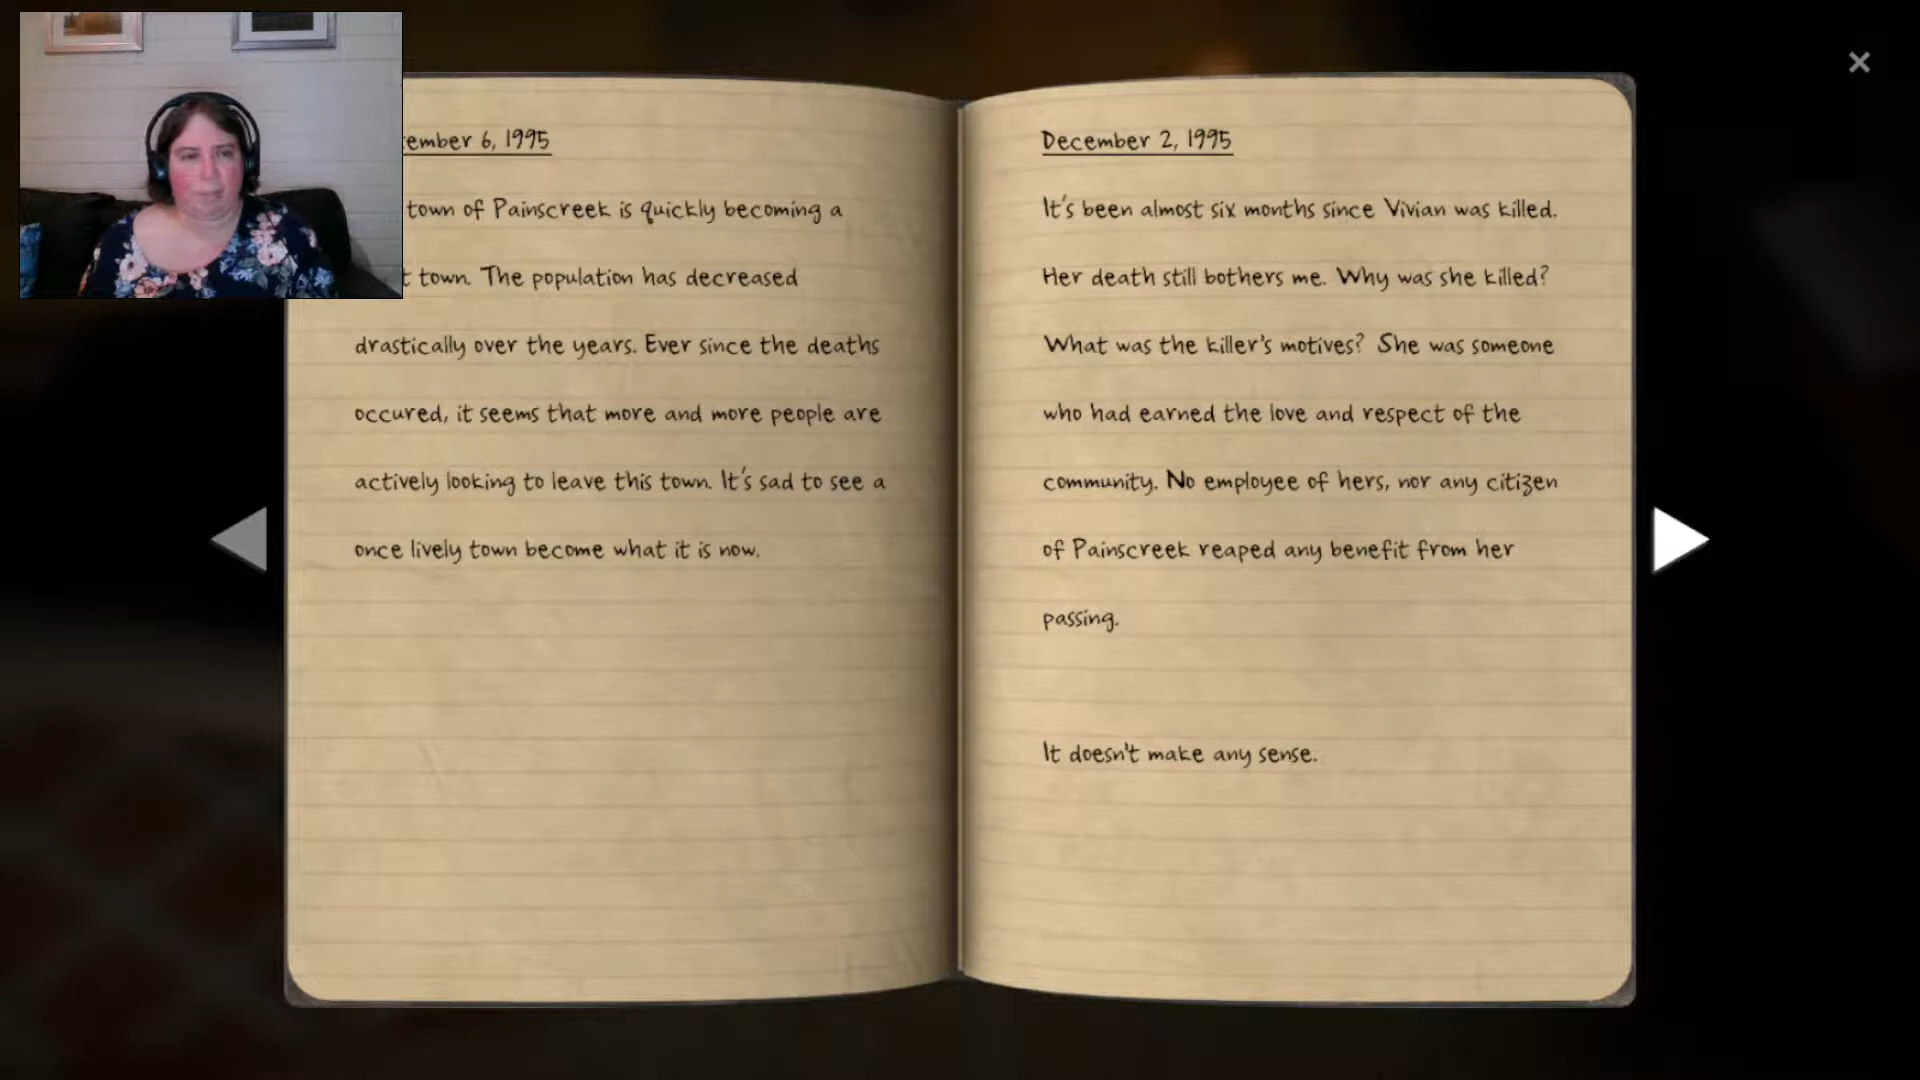 ember 6, 1995
town of Painscreek is quickly becoming a
t town. The population has decreased
drastically over the years. Ever since the deaths
occured, it seems that more and more people are
actively looking to leave this town. It's sad to see a
once lively town become what it is now.
December 2, 1995
It's been almost six months since Vivian was killed.
Her death still bothers me. Why was she killed?
What was the killer's motives? She was someone
who had earned the love and respect of the
community. No employee of hers, nor any citizen
of Painscreek reaped any benefit from her
passing.
It doesn't make any sense.